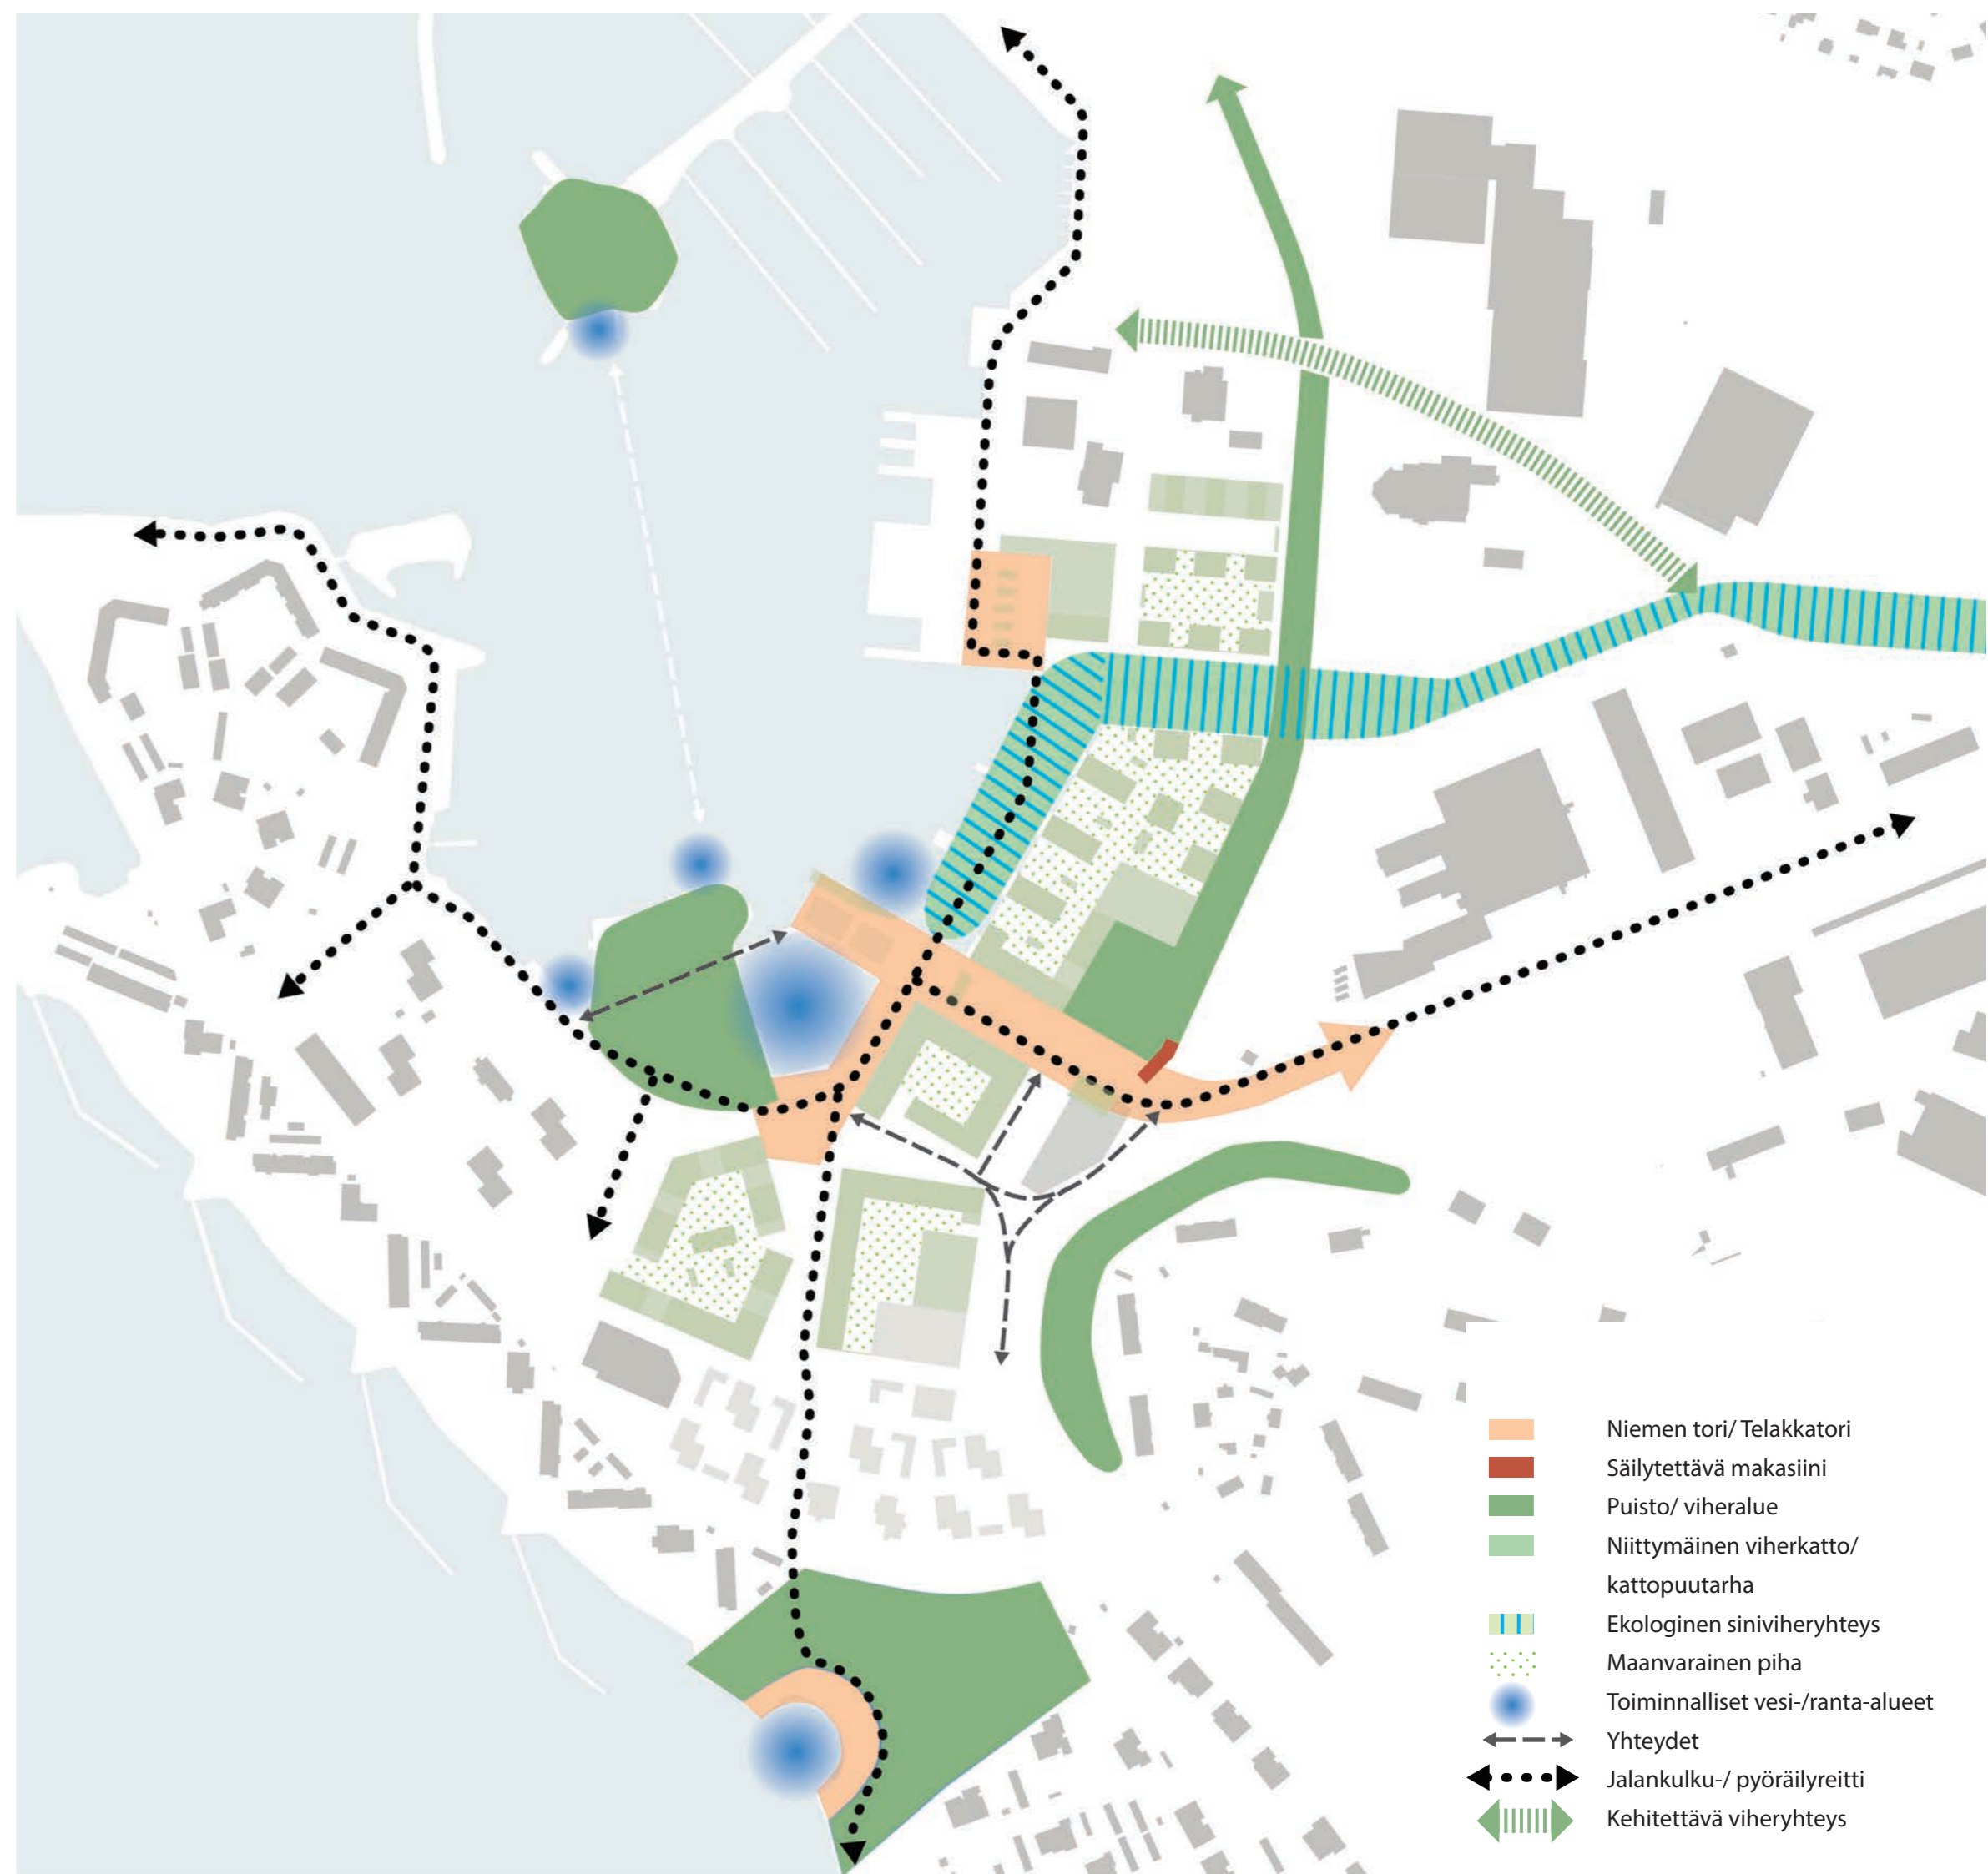 Niemen tori/ Telakkatori
Säilytettävä makasiini
Puisto/ viheralue
Niittymäinen viherkatto/
kattopuutarha
Ekologinen siniviheryhteys
Maanvarainen piha
Toiminnalliset vesi-/ranta-alueet
Yhteydet
Jalankulku-/ pyöräilyreitti
Kehitettävä viheryhteys